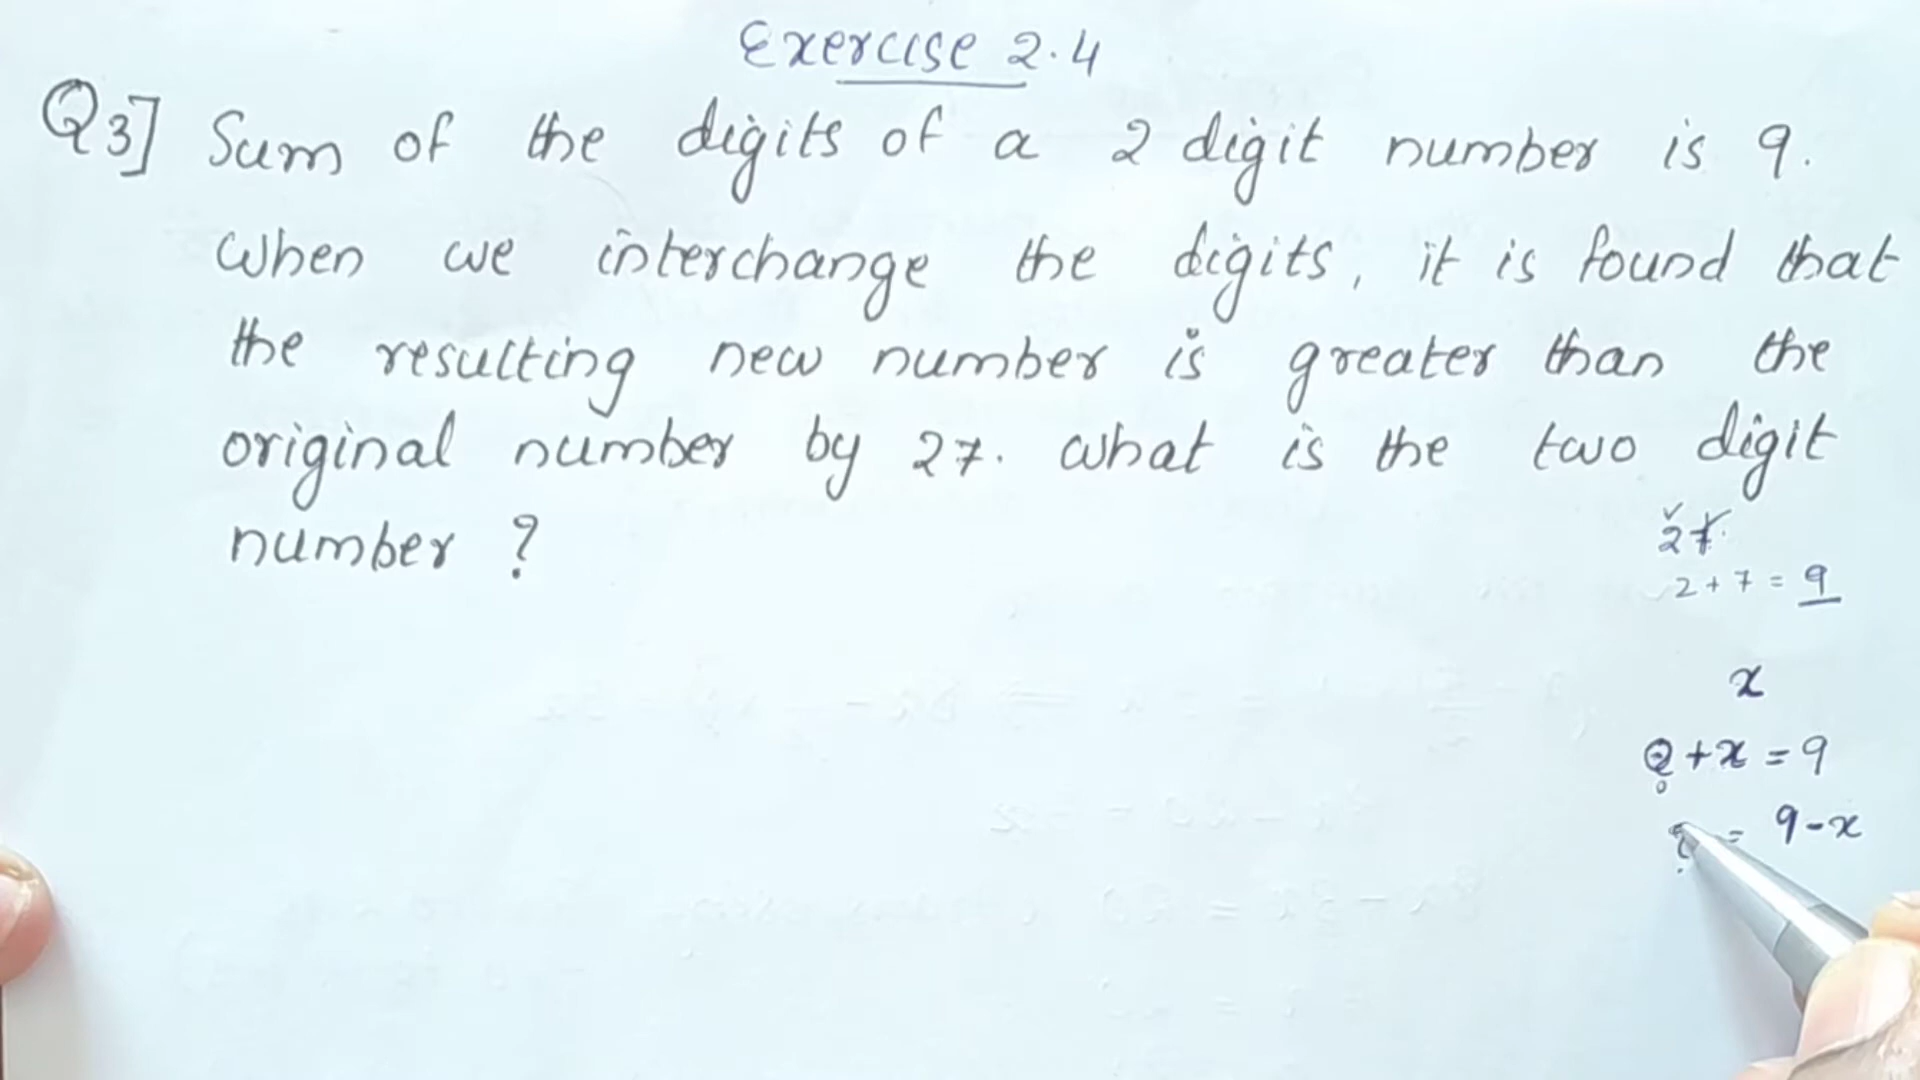 Exercise 2.4
Q3] Sum of the digits of a 2 digit number is 9.
When we interchange the digits, it is found that
the resulting new number is greater than the
original number by 27. What is the two digit
number ?
27
2 + 7 = 9
x
? + x = 9
? = 9 - x